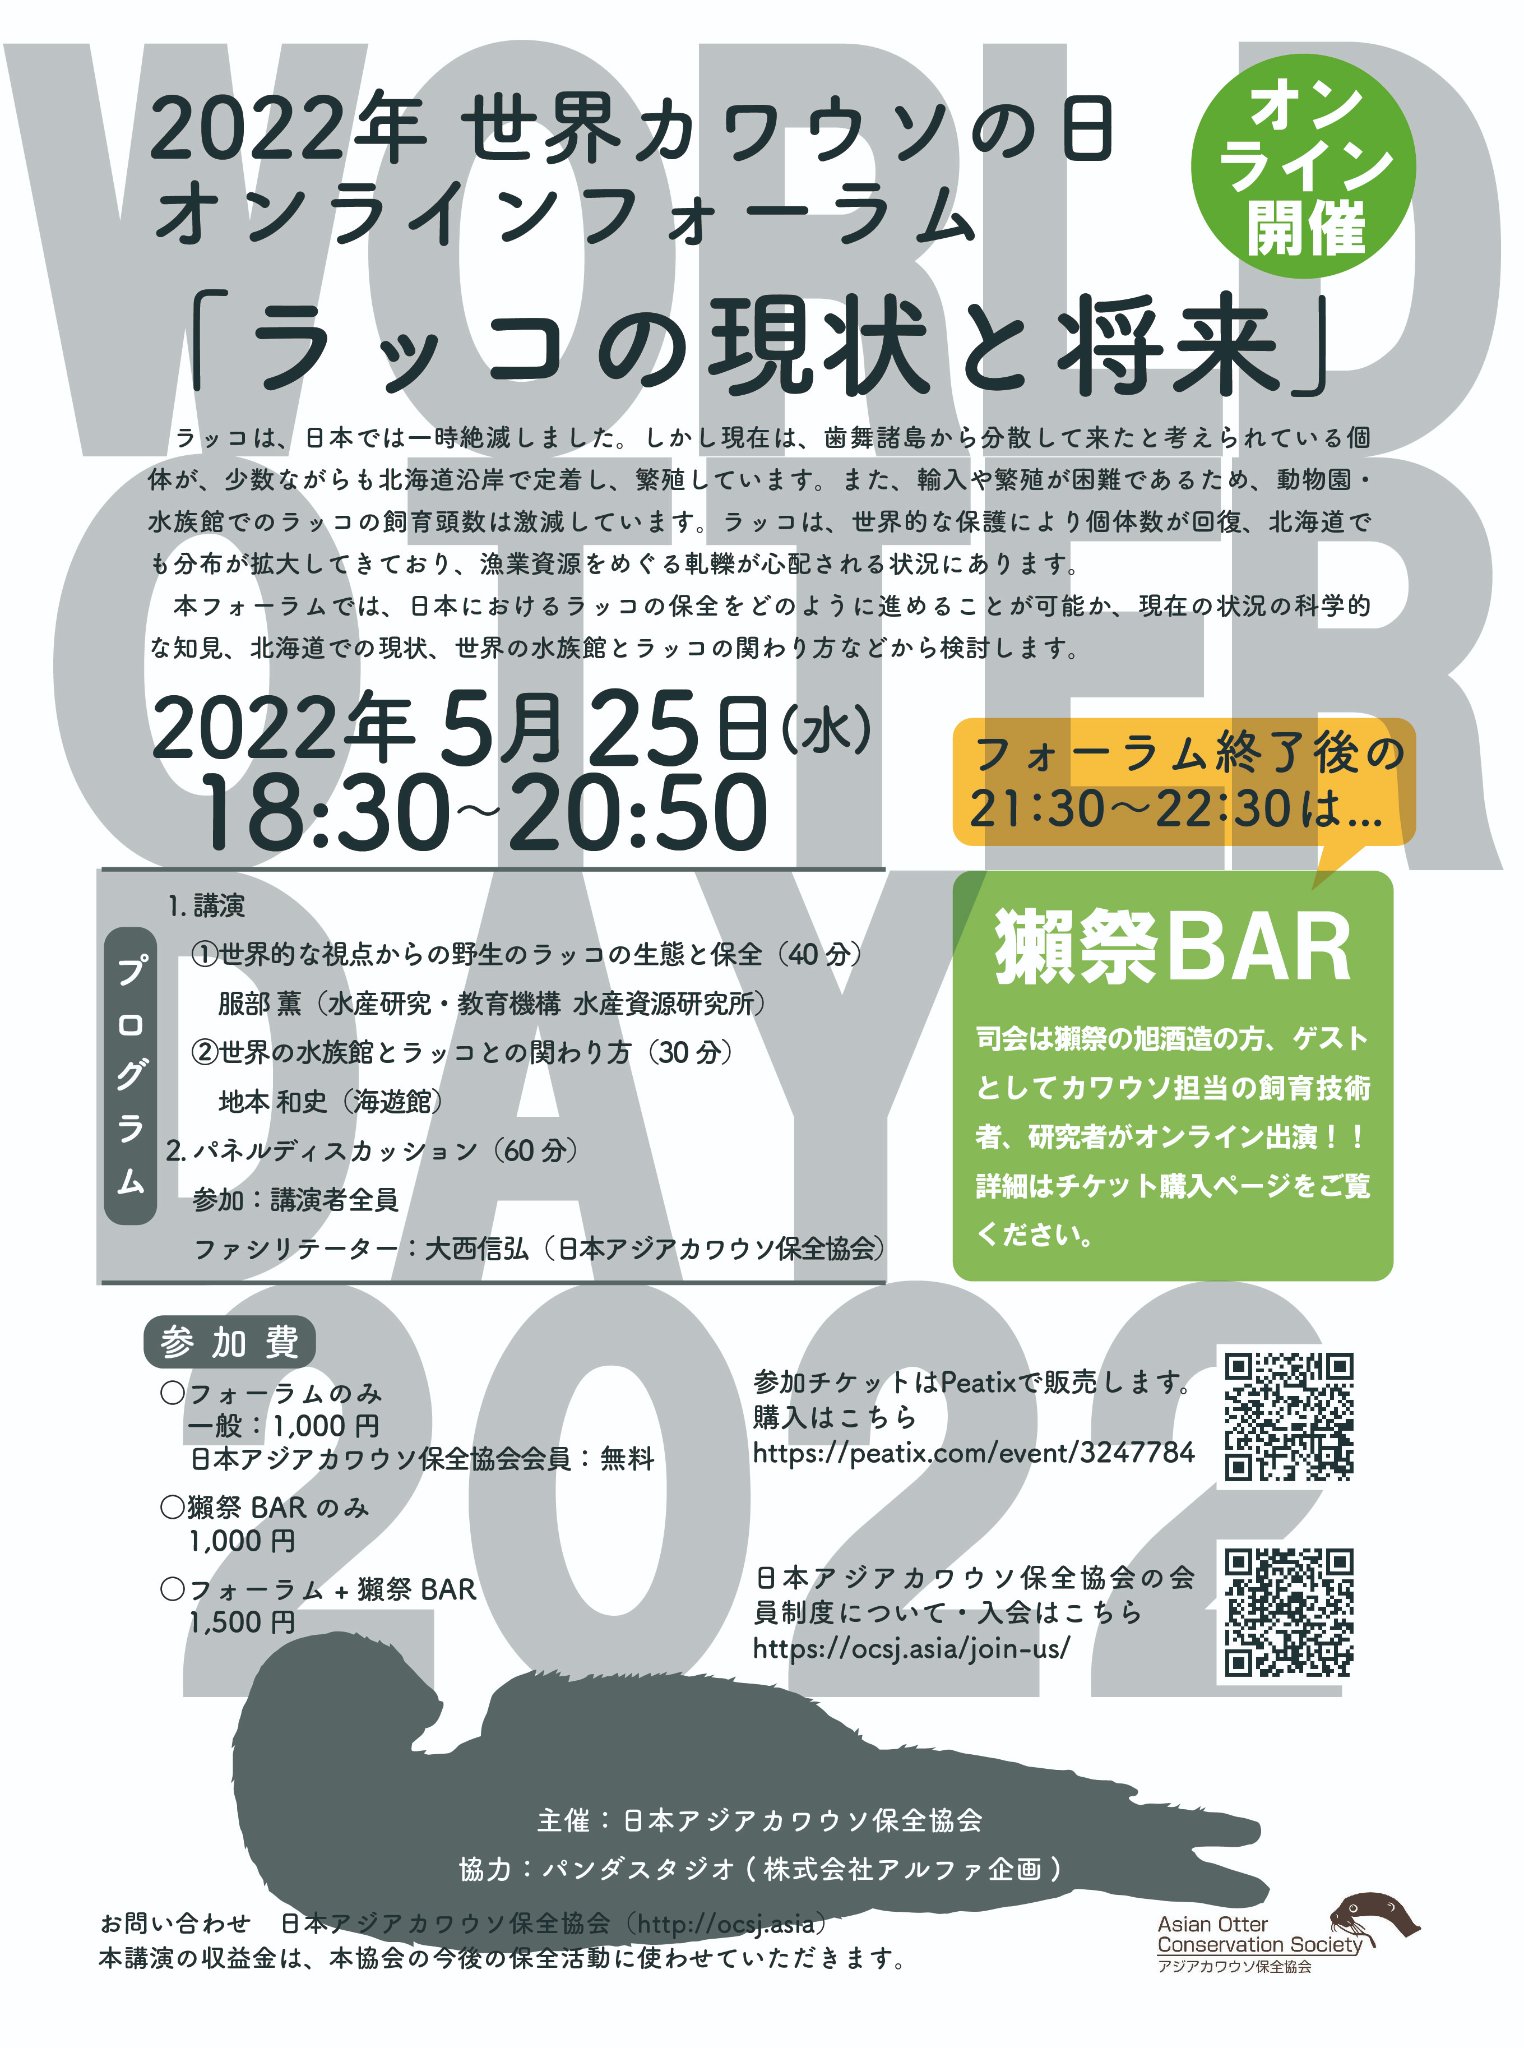 WORLD
OTTER
DAY
2022
2022年 世界カワウソの日
オンラインフォーラム
オン
ライン
開催
「ラッコの現状と将来」
ラッコは、日本では一時絶滅しました。しかし現在は、歯舞諸島から分散して来たと考えられている個
体が、少数ながらも北海道沿岸で定着し、繁殖しています。また、輸入や繁殖が困難であるため、動物園・
水族館でのラッコの飼育頭数は激減しています。ラッコは、世界的な保護により個体数が回復、北海道で
も分布が拡大してきており、漁業資源をめぐる軋轢が心配される状況にあります。
本フォーラムでは、日本におけるラッコの保全をどのように進めることが可能か、現在の状況の科学的
な知見、北海道での現状、世界の水族館とラッコの関わり方などから検討します。
2022年 5月 25日(水)
18:30～20:50
フォーラム終了後の
21:30～22:30は...
プログラム
1. 講演
①世界的な視点からの野生のラッコの生態と保全（40 分）
服部 薫（水産研究・教育機構 水産資源研究所）
②世界の水族館とラッコとの関わり方（30 分）
地本 和史（海遊館）
2. パネルディスカッション（60 分）
参加：講演者全員
ファシリテーター：大西信弘（日本アジアカワウソ保全協会）
獺祭BAR
司会は獺祭の旭酒造の方、ゲスト
としてカワウソ担当の飼育技術
者、研究者がオンライン出演！！
詳細はチケット購入ページをご覧
ください。
参加費
○フォーラムのみ
一般：1,000 円
日本アジアカワウソ保全協会会員：無料
○獺祭 BAR のみ
1,000 円
○フォーラム + 獺祭 BAR
1,500 円
参加チケットはPeatixで販売します。
購入はこちら
https://peatix.com/event/3247784
日本アジアカワウソ保全協会の会
員制度について・入会はこちら
https://ocsj.asia/join-us/
主催：日本アジアカワウソ保全協会
協力：パンダスタジオ ( 株式会社アルファ企画 )
お問い合わせ　日本アジアカワウソ保全協会（http://ocsj.asia）
本講演の収益金は、本協会の今後の保全活動に使わせていただきます。
Asian Otter
Conservation Society
アジアカワウソ保全協会